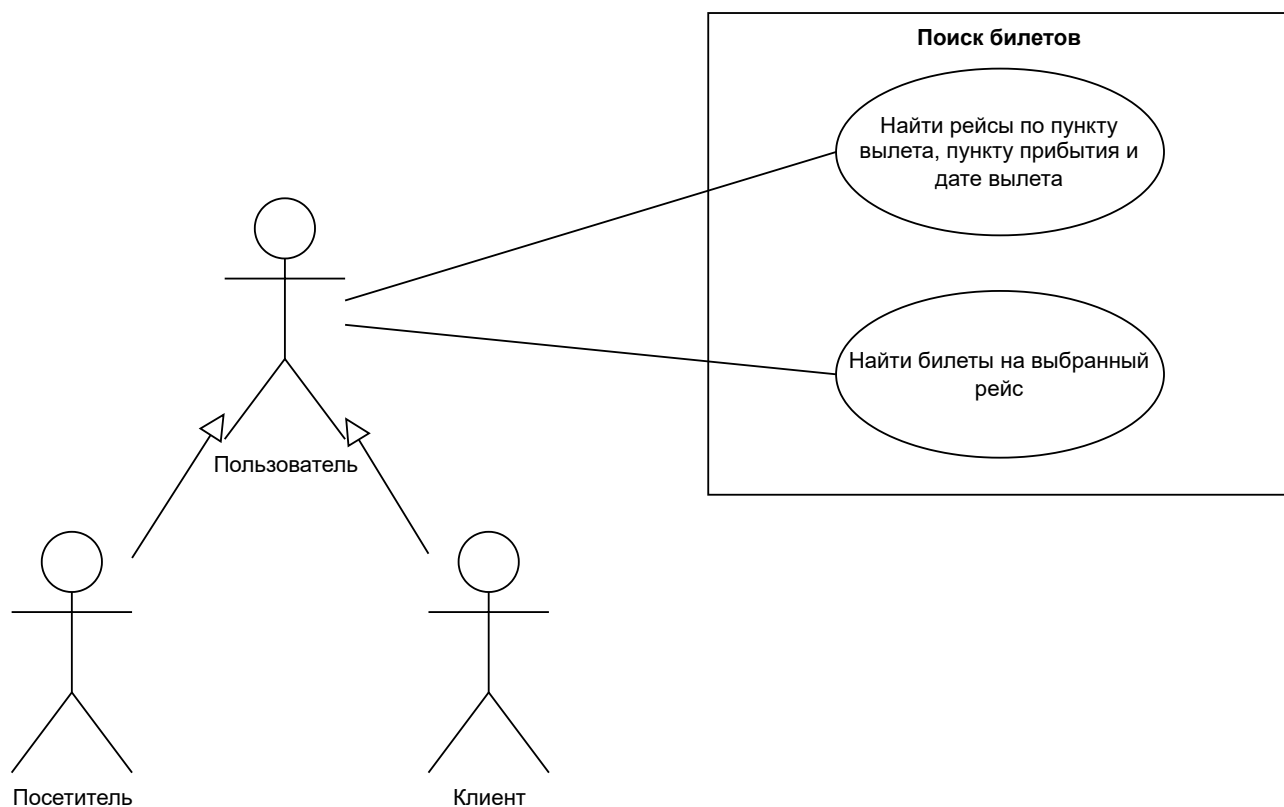 Поиск билетов
Найти рейсы по пункту
вылета, пункту прибытия и
дате вылета
Найти билеты на выбранный
рейс
Пользователь
Посетитель
Клиент